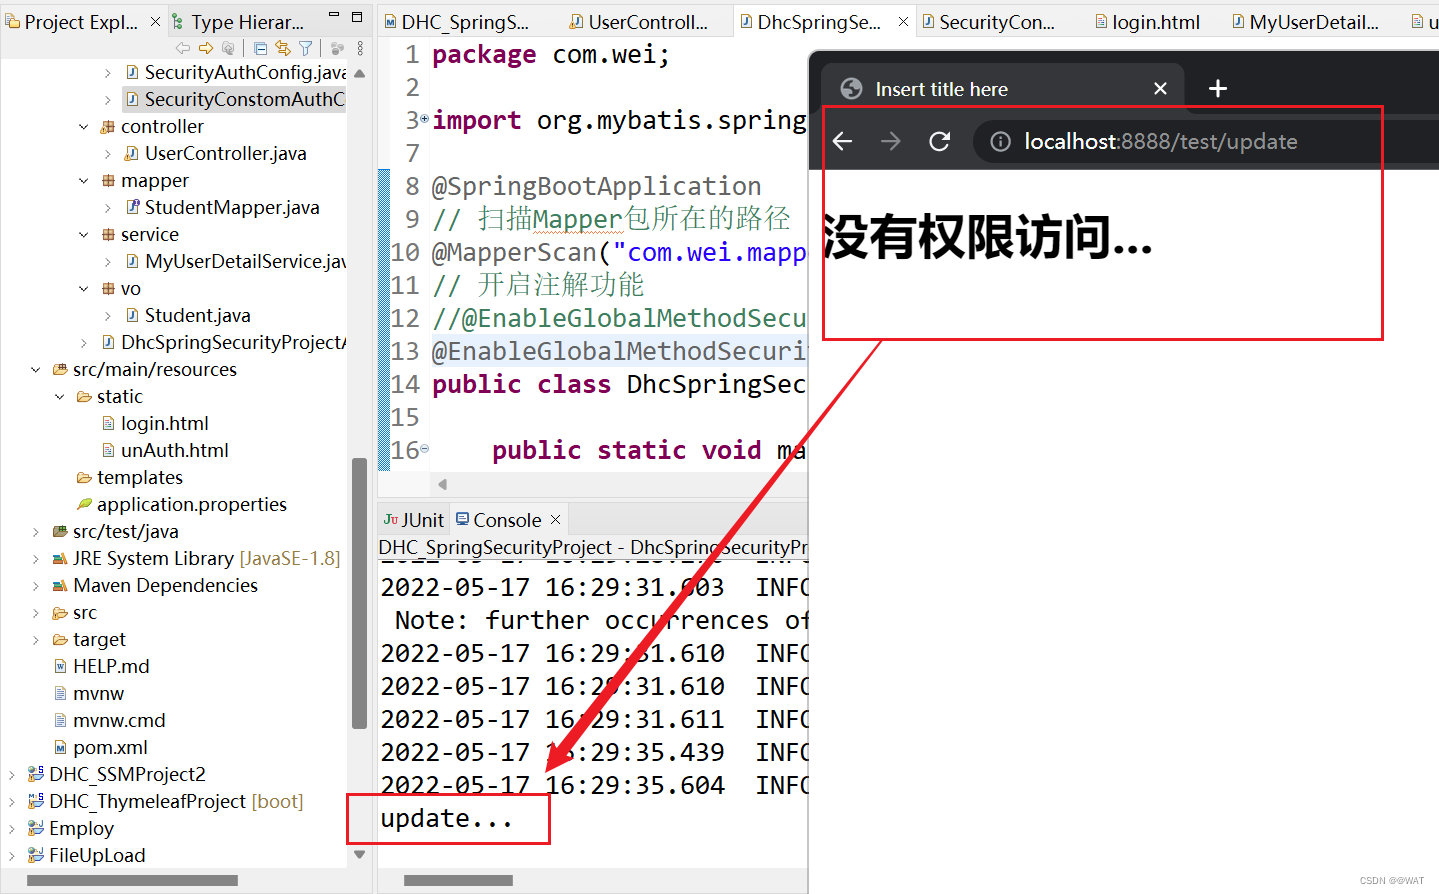 Project Expl...
Type Hierar...
SecurityAuthConfig.java
SecurityConstomAuthC
controller
UserController.java
mapper
StudentMapper.java
service
MyUserDetailService.jav
vo
Student.java
DhcSpringSecurityProjectA
src/main/resources
static
login.html
unAuth.html
templates
application.properties
src/test/java
JRE System Library [JavaSE-1.8]
Maven Dependencies
src
target
HELP.md
mvnw
mvnw.cmd
pom.xml
DHC_SSMProject2
DHC_ThymeleafProject [boot]
Employ
FileUpLoad
DHC_SpringS...
UserControll...
DhcSpringSe...
SecurityCon...
login.html
MyUserDetail...
u
1 package com.wei;
2
3 import org.mybatis.spring
7
8 @SpringBootApplication
9 // 扫描Mapper包所在的路径
10 @MapperScan("com.wei.mapp
11 // 开启注解功能
12 //@EnableGlobalMethodSecu
13 @EnableGlobalMethodSecuri
14 public class DhcSpringSec
15
16 public static void ma
JUnit
Console
DHC_SpringSecurityProject - DhcSpringSecurityPr
2022-05-17 16:29:31.603 INFO
Note: further occurrences of
2022-05-17 16:29:31.610 INFO
2022-05-17 16:29:31.610 INFO
2022-05-17 16:29:31.611 INFO
2022-05-17 16:29:35.439 INFO
2022-05-17 16:29:35.604 INFO
update...
Insert title here
localhost:8888/test/update
没有权限访问...
CSDN @@WAT